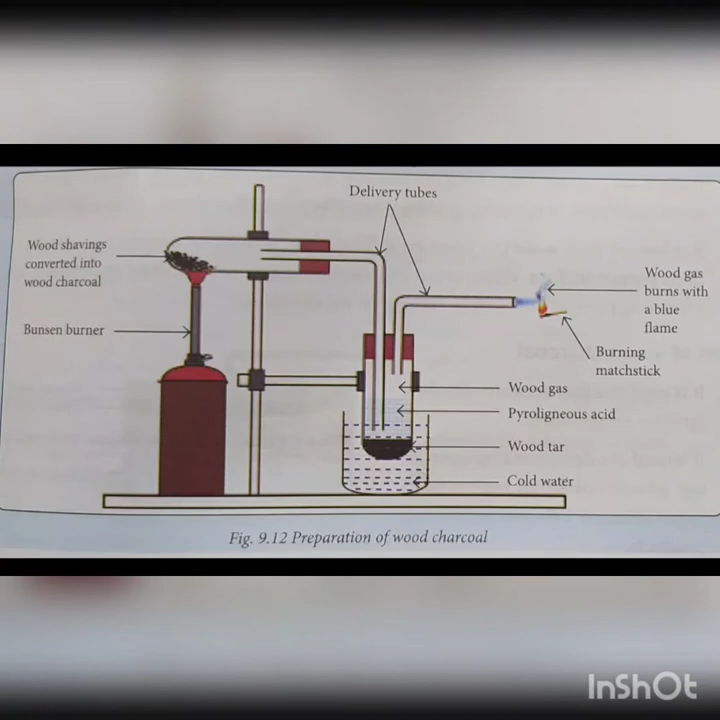 Delivery tubes
Wood shavings
converted into
wood charcoal
Bunsen burner
Wood gas
burns with
a blue
flame
Burning
matchstick
Wood gas
Pyroligneous acid
Wood tar
Cold water
Fig. 9.12 Preparation of wood charcoal
InShOt